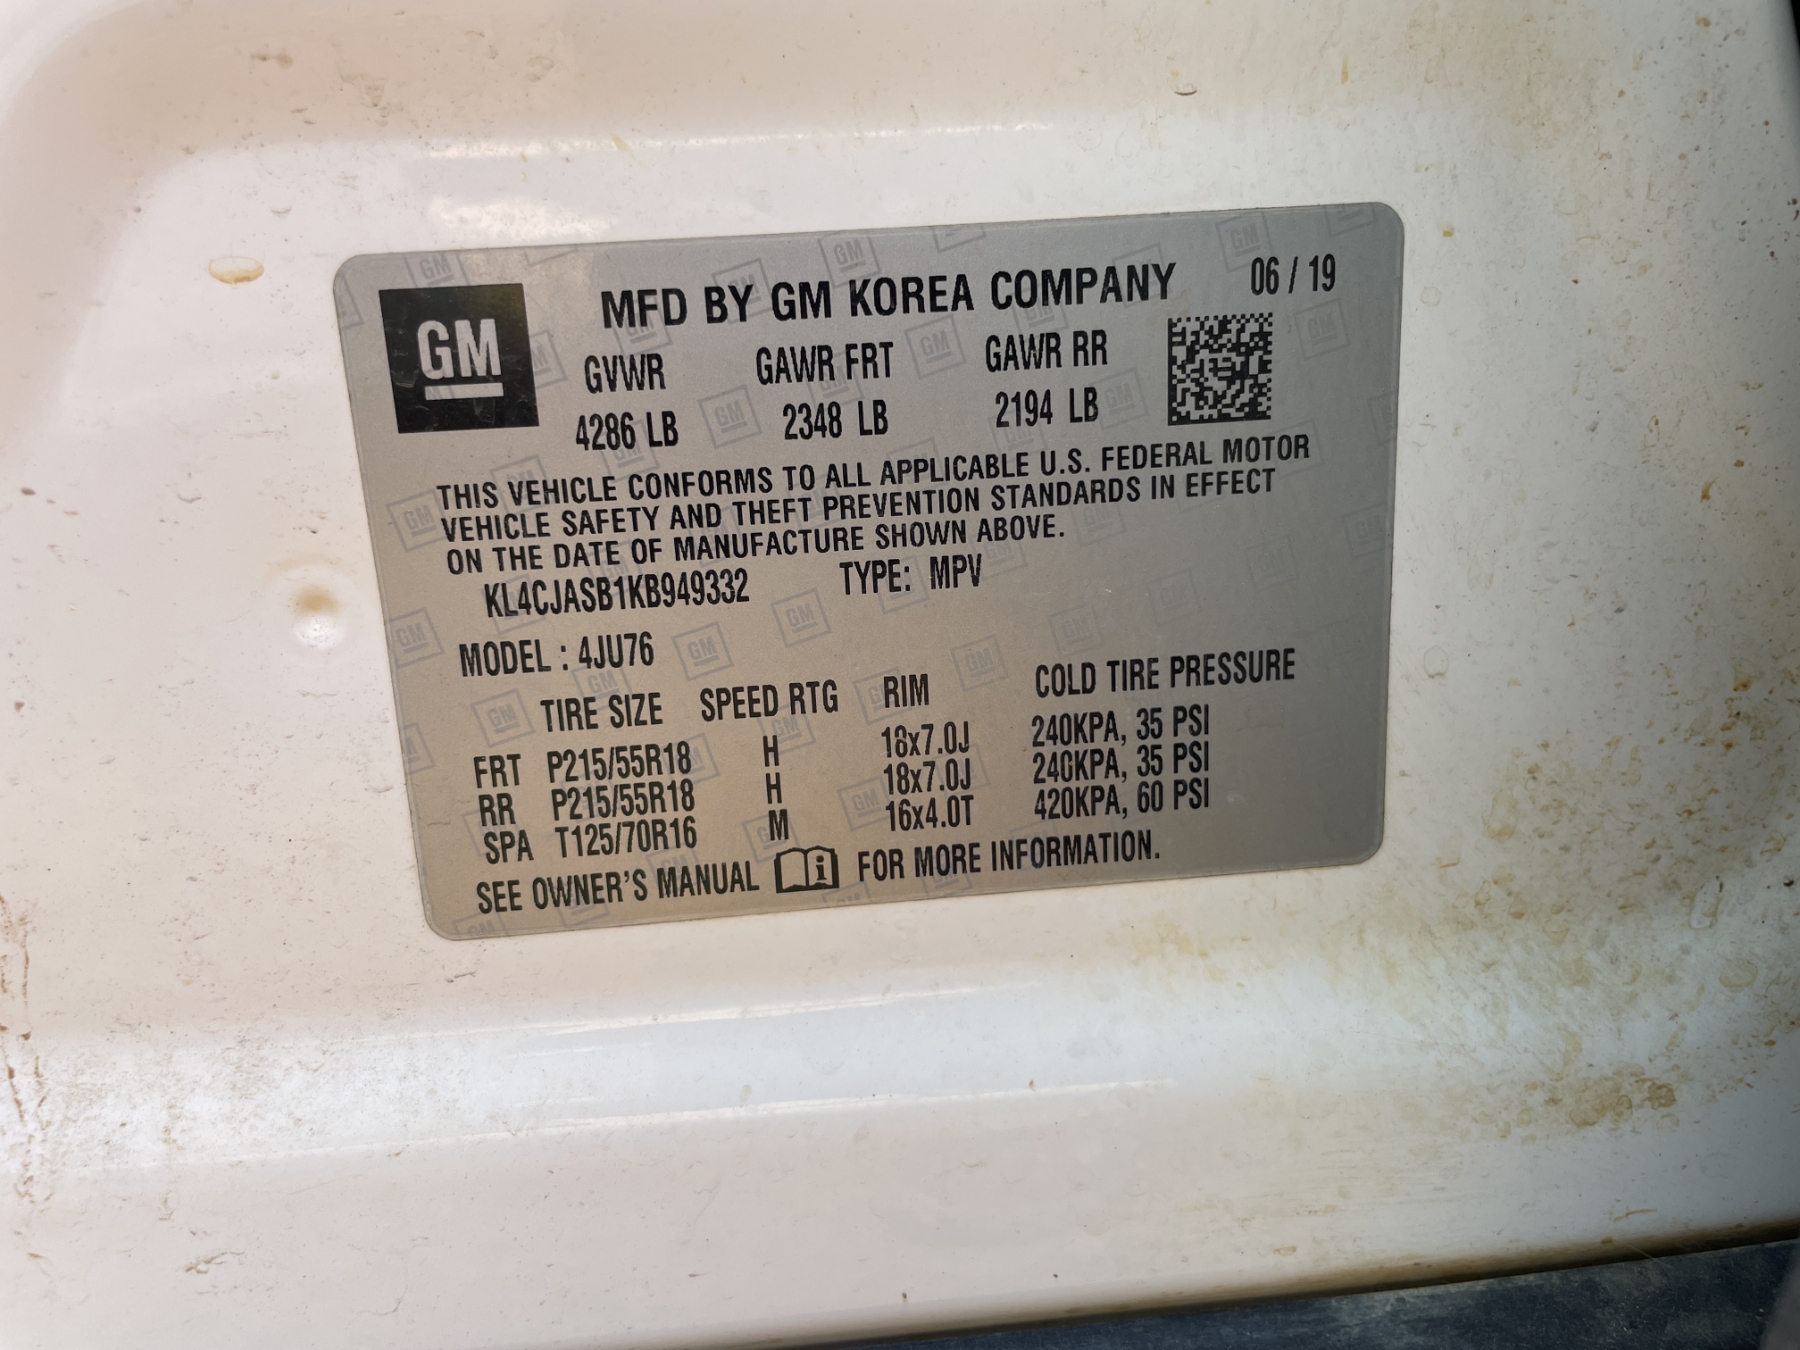 GM
MFD BY GM KOREA COMPANY 06 / 19
GVWR GAWR FRT GAWR RR
4286 LB 2348 LB 2194 LB
THIS VEHICLE CONFORMS TO ALL APPLICABLE U.S. FEDERAL MOTOR
VEHICLE SAFETY AND THEFT PREVENTION STANDARDS IN EFFECT
ON THE DATE OF MANUFACTURE SHOWN ABOVE.
KL4CJASB1KB949332 TYPE: MPV
MODEL : 4JU76
TIRE SIZE SPEED RTG RIM COLD TIRE PRESSURE
FRT P215/55R18 H 18x7.0J 240KPA, 35 PSI
RR P215/55R18 H 18x7.0J 240KPA, 35 PSI
SPA T125/70R16 M 16x4.0T 420KPA, 60 PSI
SEE OWNER'S MANUAL i FOR MORE INFORMATION.